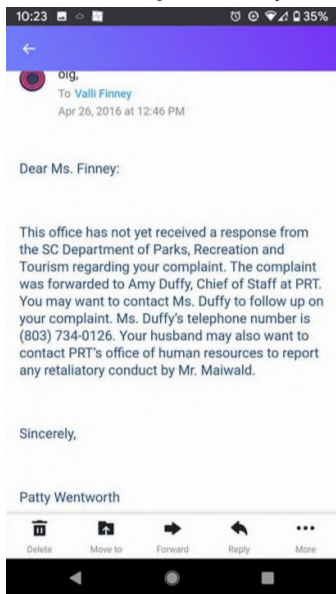 10:23
35%
oig,
To Valli Finney
Apr 26, 2016 at 12:46 PM
Dear Ms. Finney:
This office has not yet received a response from
the SC Department of Parks, Recreation and
Tourism regarding your complaint. The complaint
was forwarded to Amy Duffy, Chief of Staff at PRT.
You may want to contact Ms. Duffy to follow up on
your complaint. Ms. Duffy's telephone number is
(803) 734-0126. Your husband may also want to
contact PRT's office of human resources to report
any retaliatory conduct by Mr. Maiwald.
Sincerely,
Patty Wentworth
Delete
Move to
Forward
Reply
More